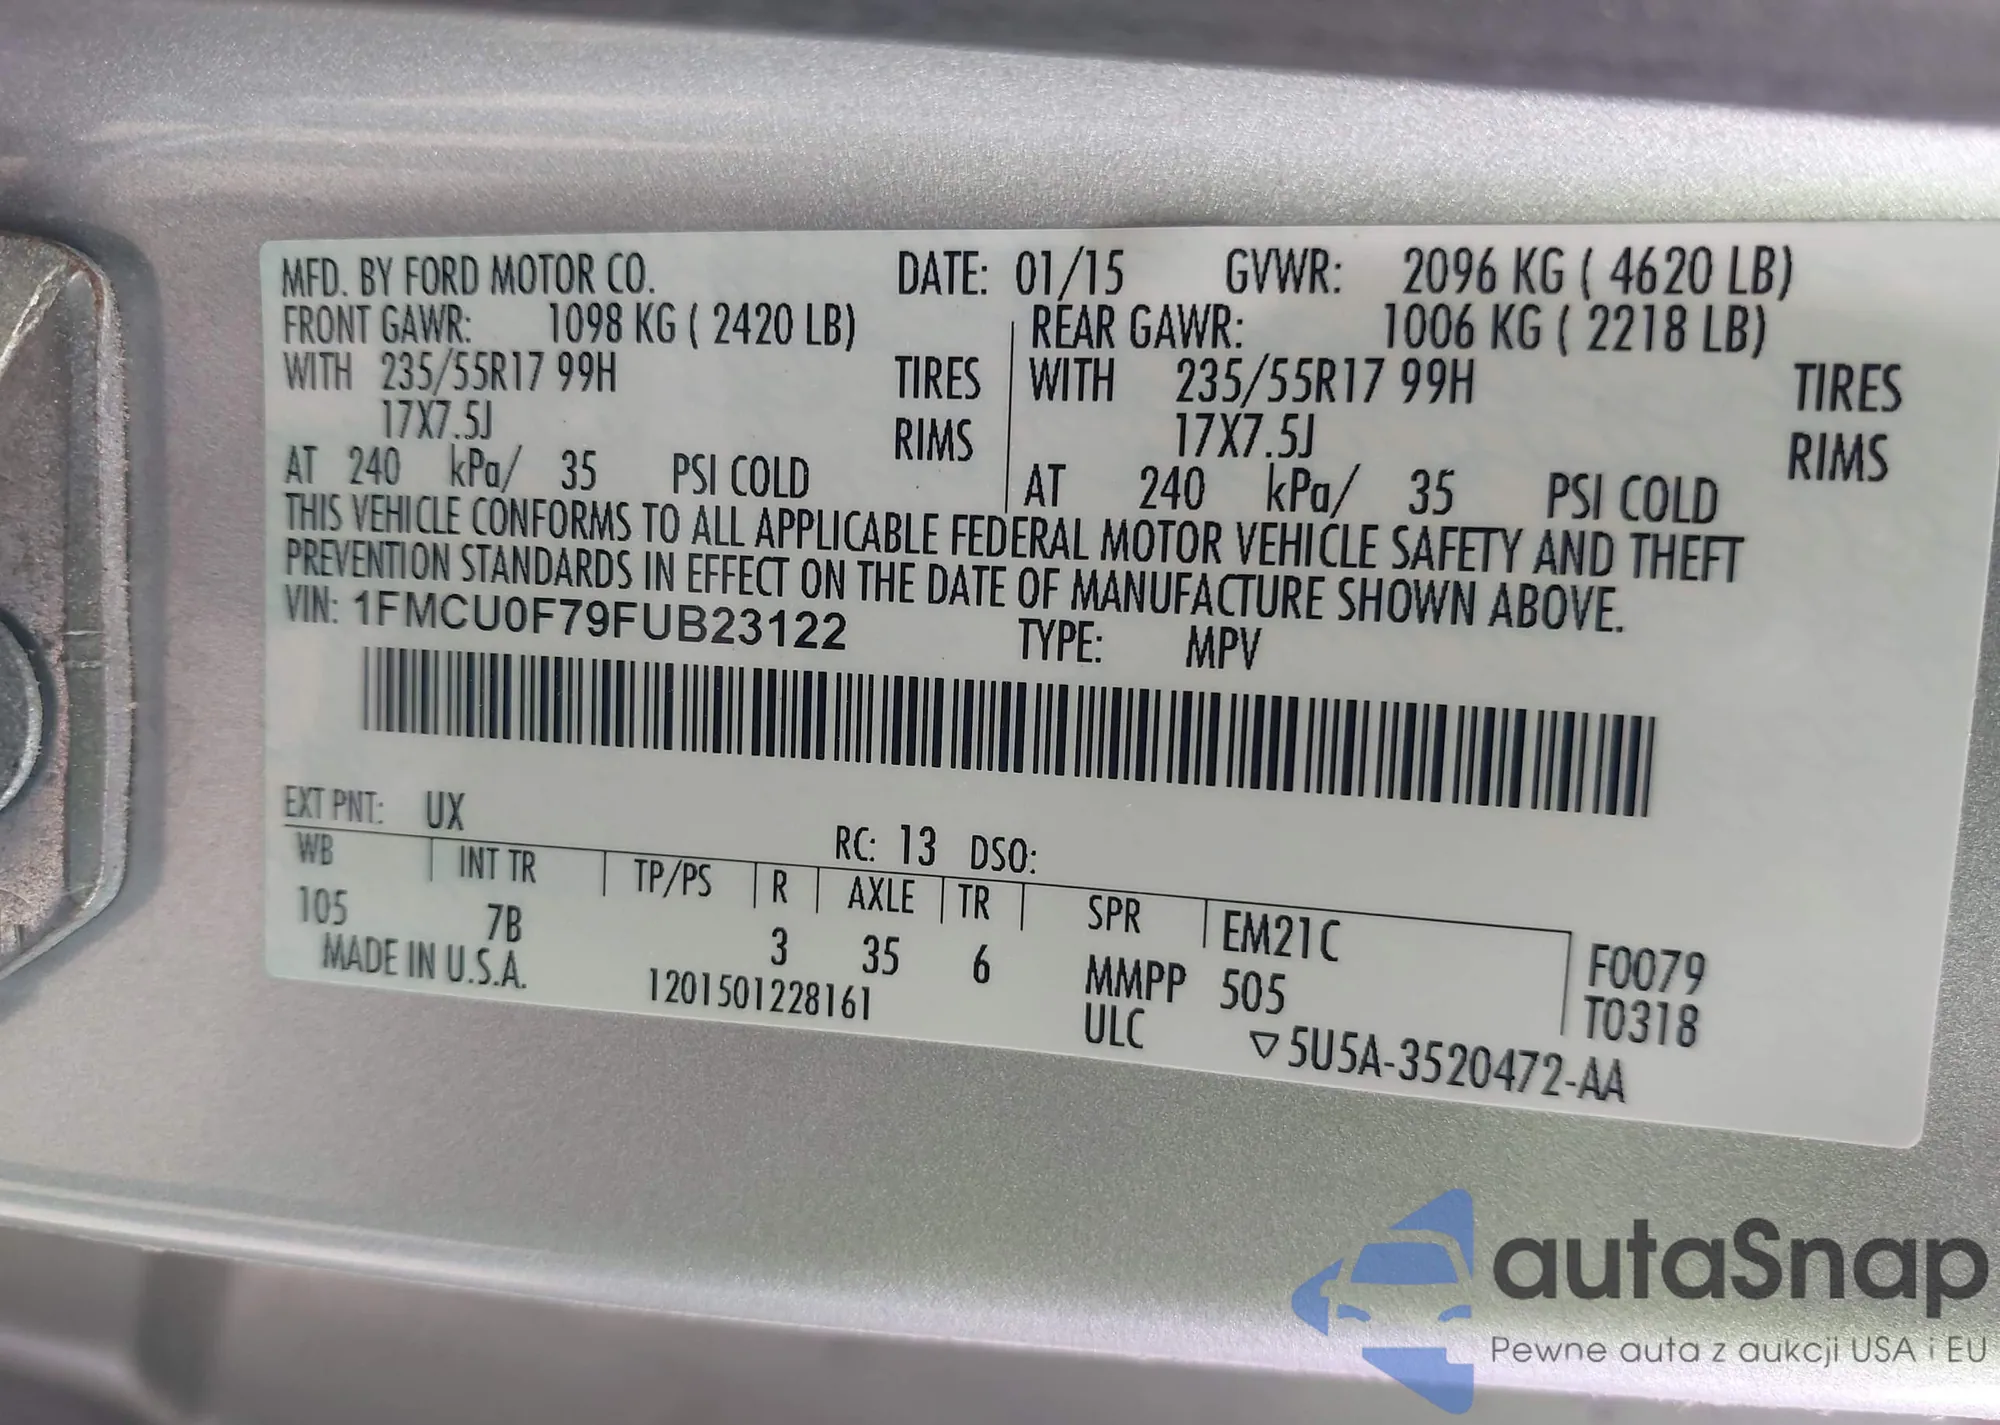 MFD. BY FORD MOTOR CO. DATE: 01/15 GVWR: 2096 KG ( 4620 LB)
FRONT GAWR: 1098 KG ( 2420 LB) REAR GAWR: 1006 KG ( 2218 LB)
WITH 235/55R17 99H TIRES WITH 235/55R17 99H TIRES
17X7.5J RIMS 17X7.5J RIMS
AT 240 kPa/ 35 PSI COLD AT 240 kPa/ 35 PSI COLD
THIS VEHICLE CONFORMS TO ALL APPLICABLE FEDERAL MOTOR VEHICLE SAFETY AND THEFT
PREVENTION STANDARDS IN EFFECT ON THE DATE OF MANUFACTURE SHOWN ABOVE.
VIN: 1FMCU0F79FUB23122 TYPE: MPV
EXT PNT: UX RC: 13 DSO:
WB INT TR TP/PS R AXLE TR SPR EM21C F0079
105 7B 3 35 6 MMPP 505 T0318
MADE IN U.S.A. 1201501228161 ULC ▽5U5A-3520472-AA
autaSnap
Pewne auta z aukcji USA i EU